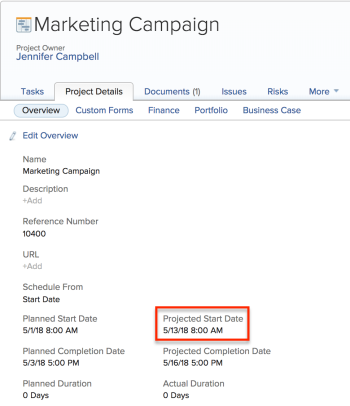 Marketing Campaign
Project Owner
Jennifer Campbell
Tasks Project Details Documents (1) Issues Risks More
Overview Custom Forms Finance Portfolio Business Case
Edit Overview
Name
Marketing Campaign
Description
+Add
Reference Number
10400
URL
+Add
Schedule From
Start Date
Planned Start Date Projected Start Date
5/1/18 8:00 AM 5/13/18 8:00 AM
Planned Completion Date Projected Completion Date
5/3/18 5:00 PM 5/16/18 5:00 PM
Planned Duration Actual Duration
0 Days 0 Days